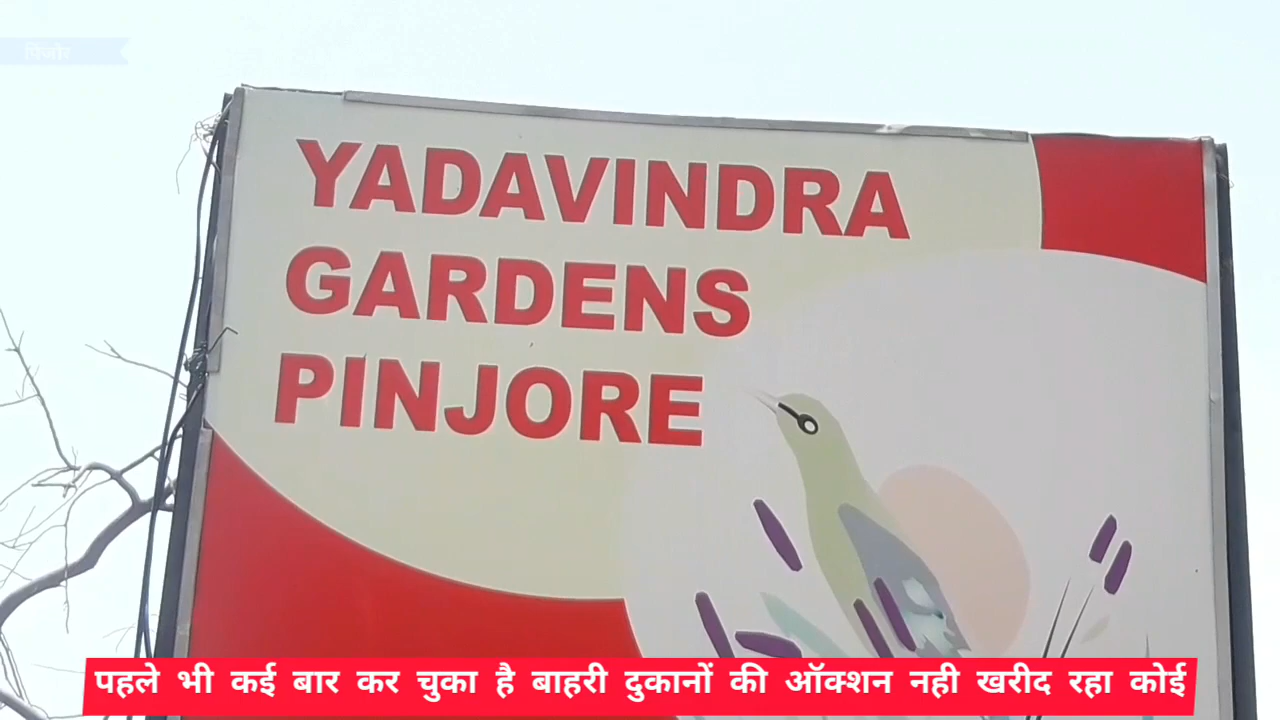 पिंजौर
YADAVINDRA
GARDENS
PINJORE
पहले भी कई बार कर चुका है बाहरी दुकानों की ऑक्शन नही खरीद रहा कोई